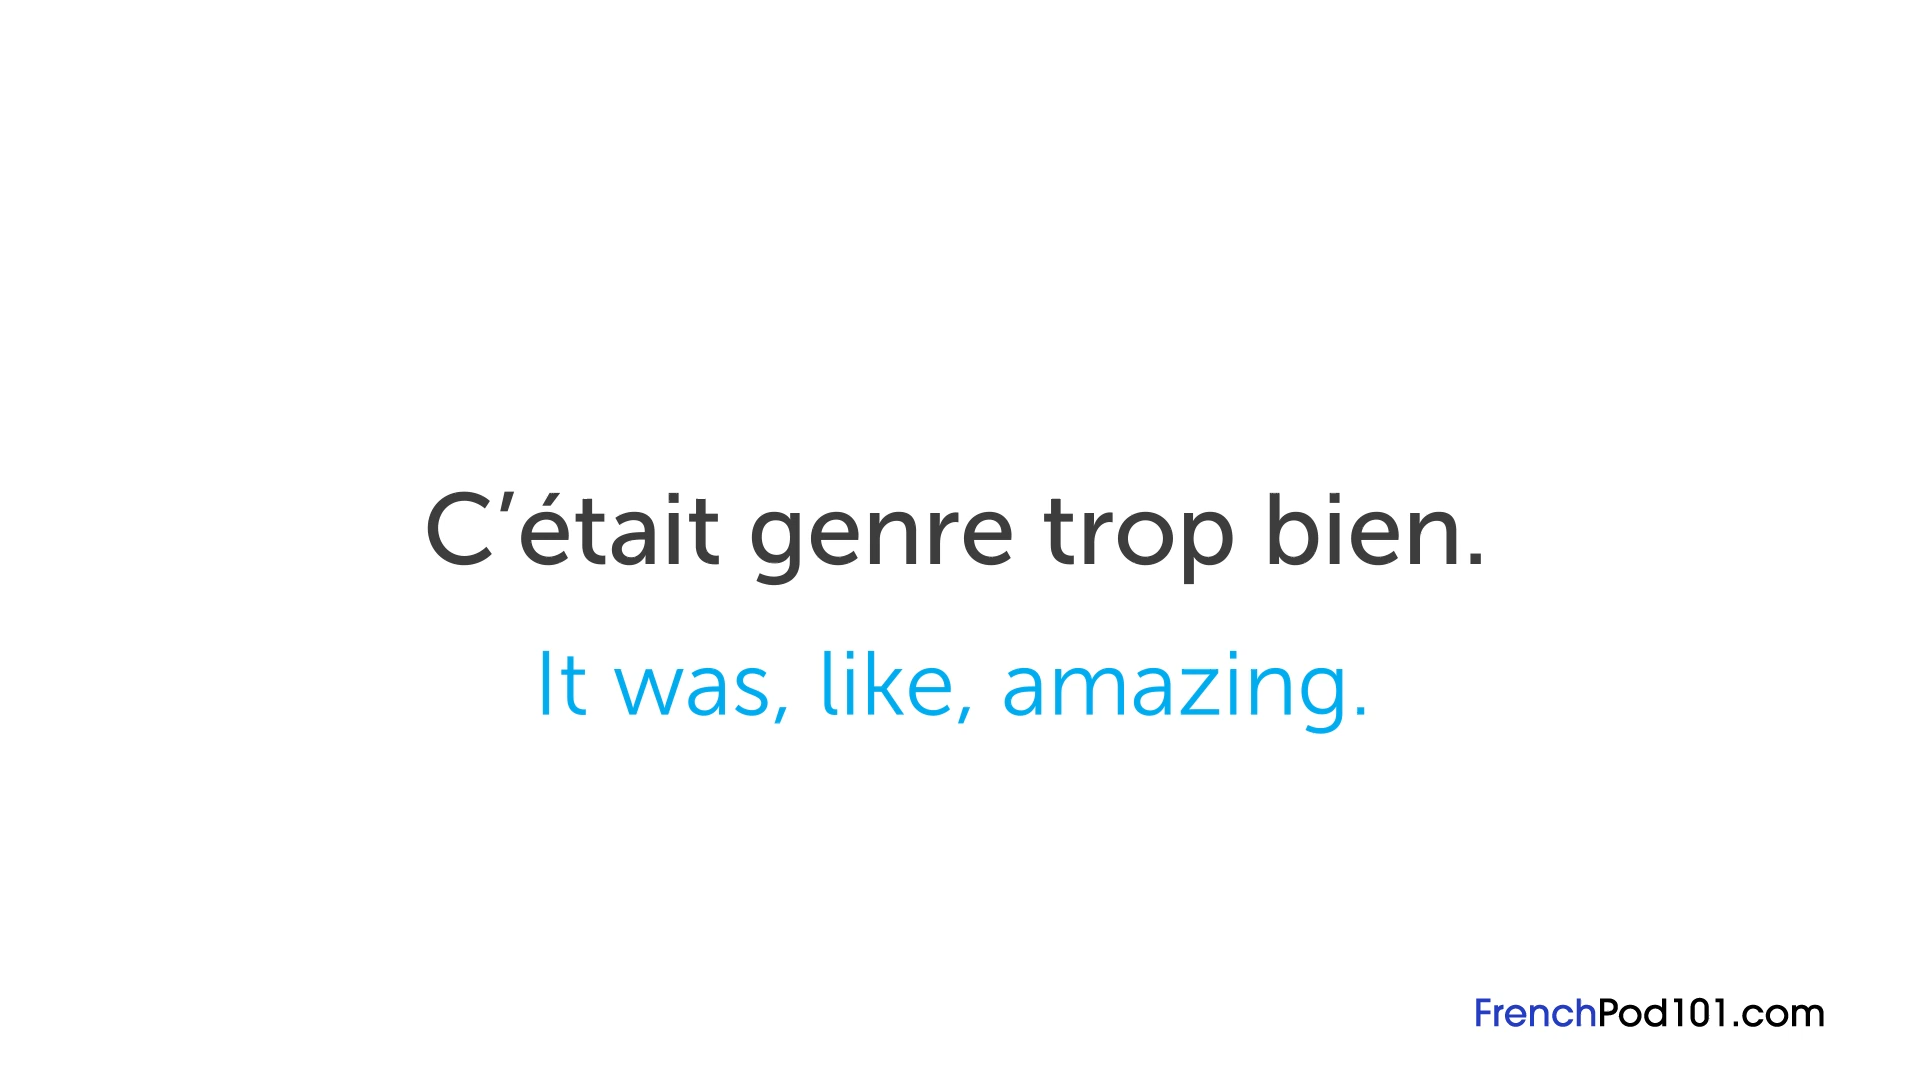 C’était genre trop bien.
It was, like, amazing.
FrenchPod101.com